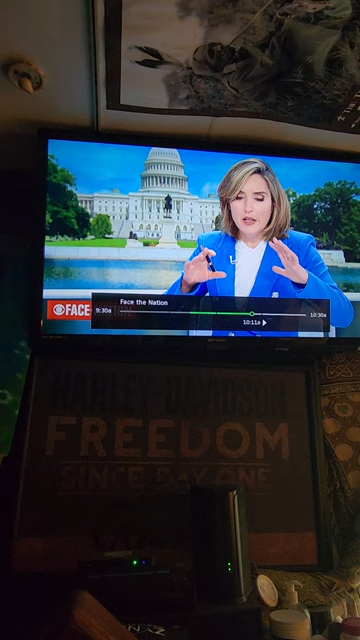 FACE
Face the Nation
9:30a
10:30a
10:11a
HARLEY-DAVIDSON
FREEDOM
SINCE DAY ONE